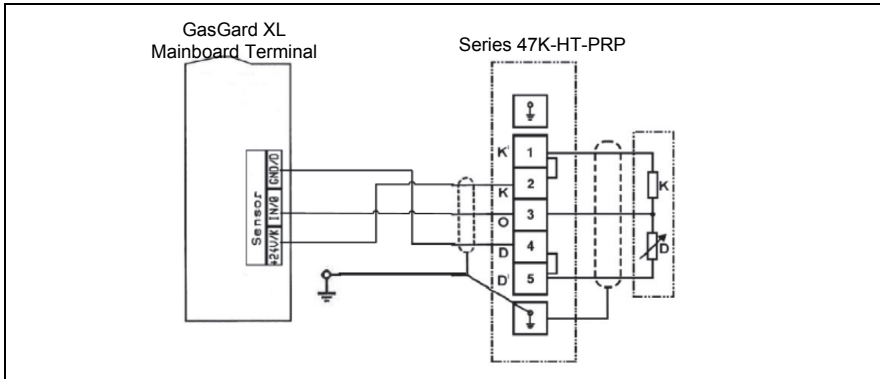 GasGard XL
Mainboard Terminal
Series 47K-HT-PRP
Sensor
+24V/K
IN/O
GND/D
K'
K
O
D
D'
1
2
3
4
5
K
D